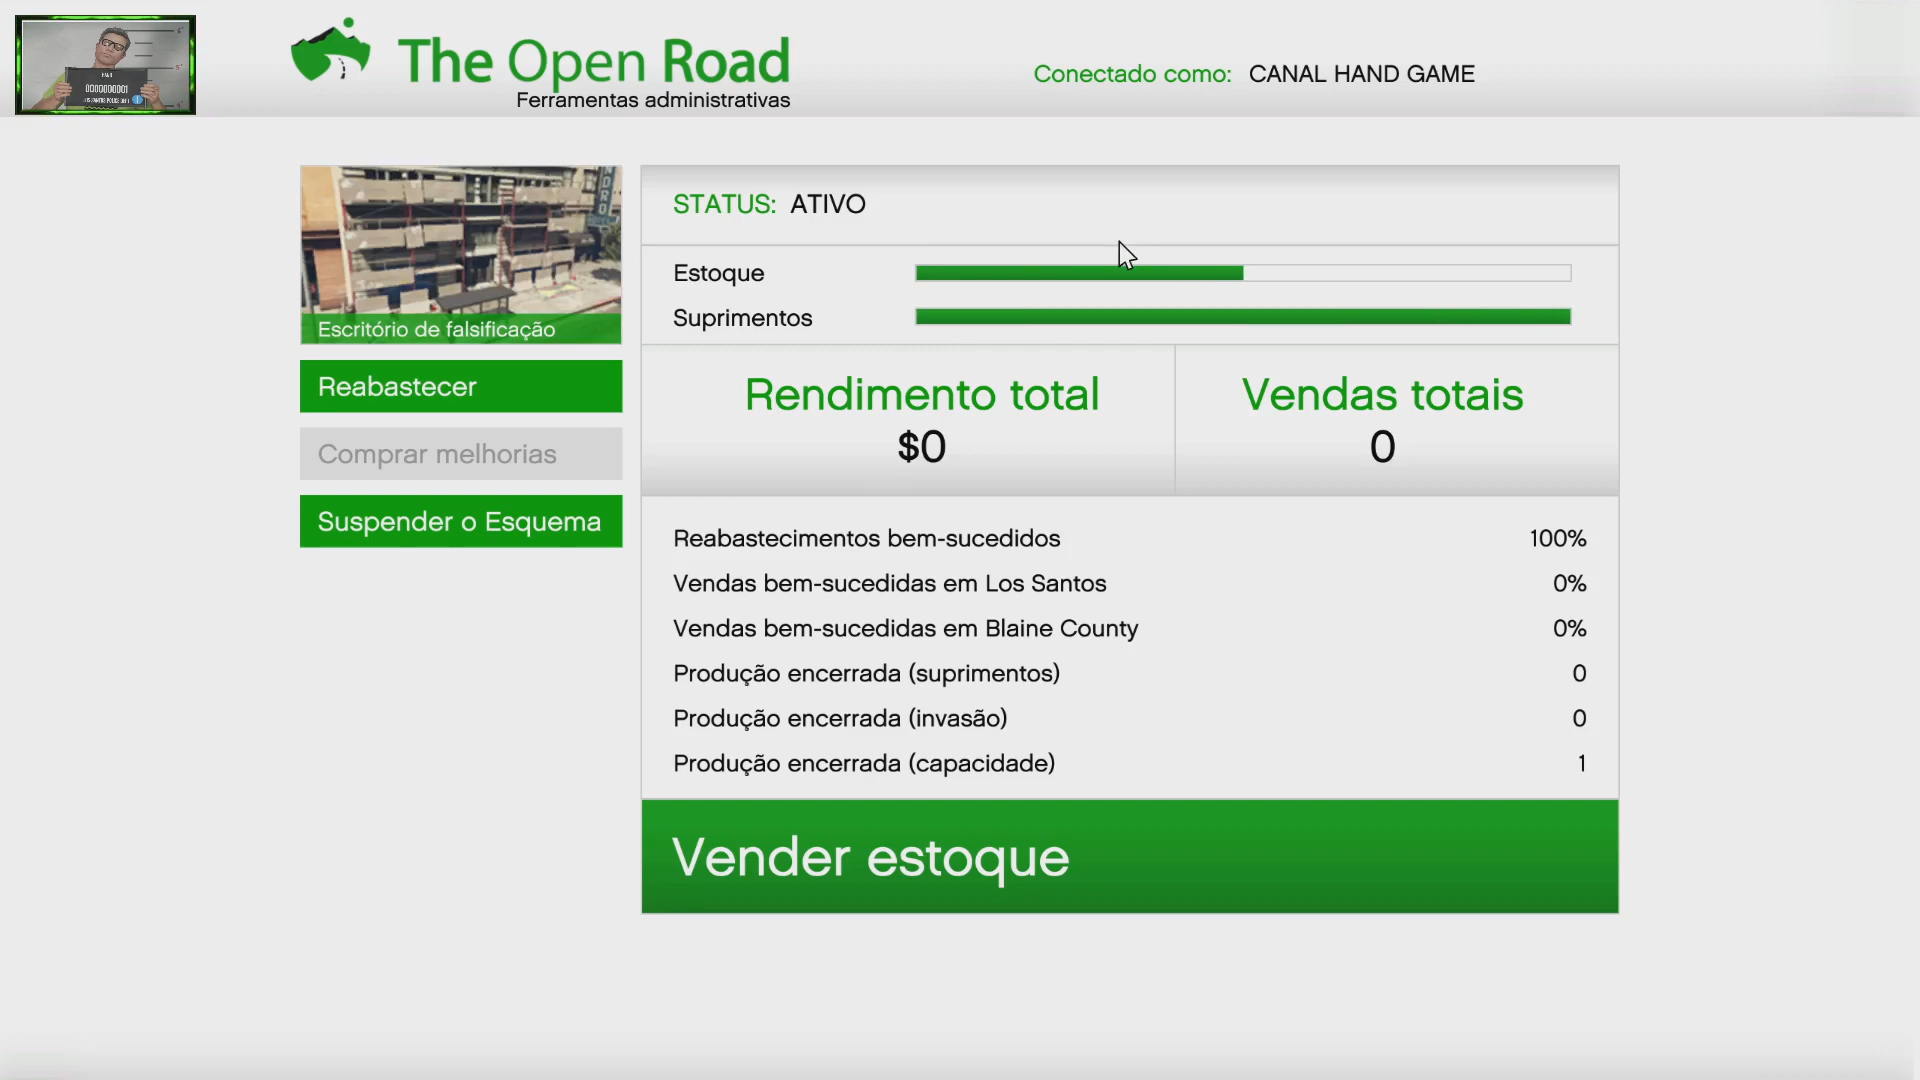 The Open Road
Ferramentas administrativas
Conectado como: CANAL HAND GAME
0000000001
Escritório de falsificação
Reabastecer
Comprar melhorias
Suspender o Esquema
STATUS: ATIVO
Estoque
Suprimentos
Rendimento total
$0
Vendas totais
0
Reabastecimentos bem-sucedidos 100%
Vendas bem-sucedidas em Los Santos 0%
Vendas bem-sucedidas em Blaine County 0%
Produção encerrada (suprimentos) 0
Produção encerrada (invasão) 0
Produção encerrada (capacidade) 1
Vender estoque